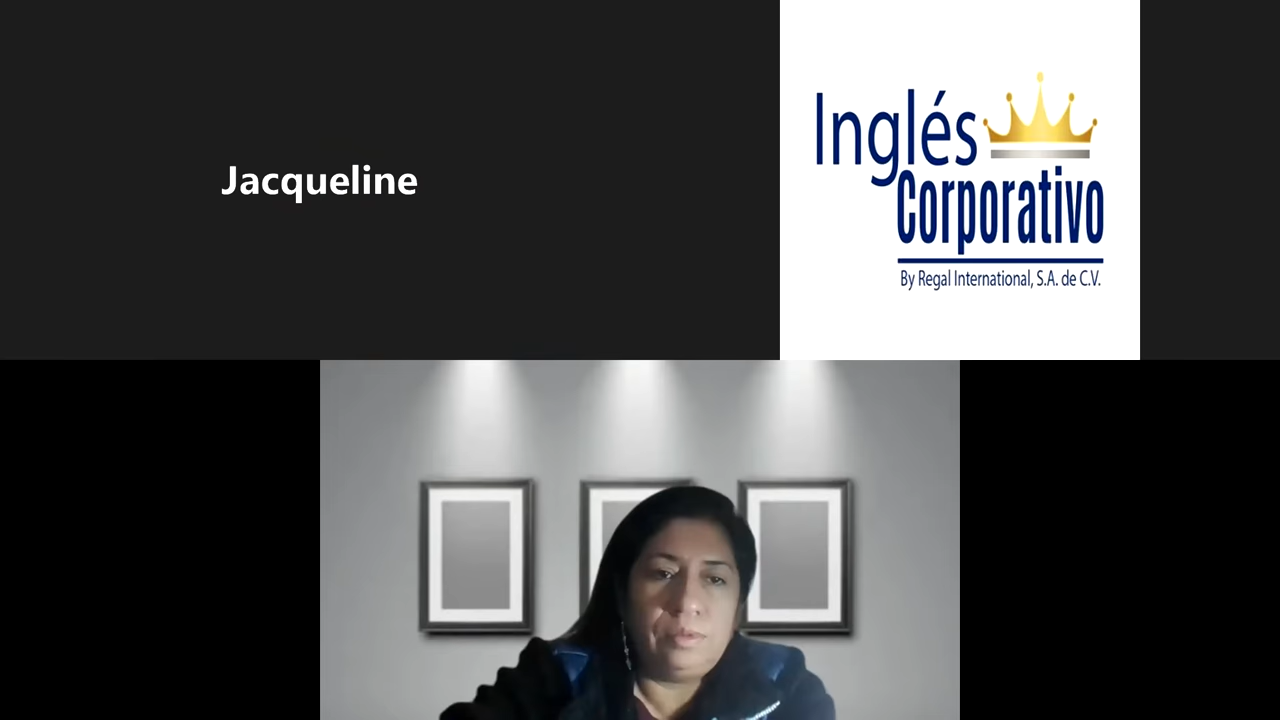 Jacqueline
Inglés
Corporativo
By Regal International, S.A. de C.V.